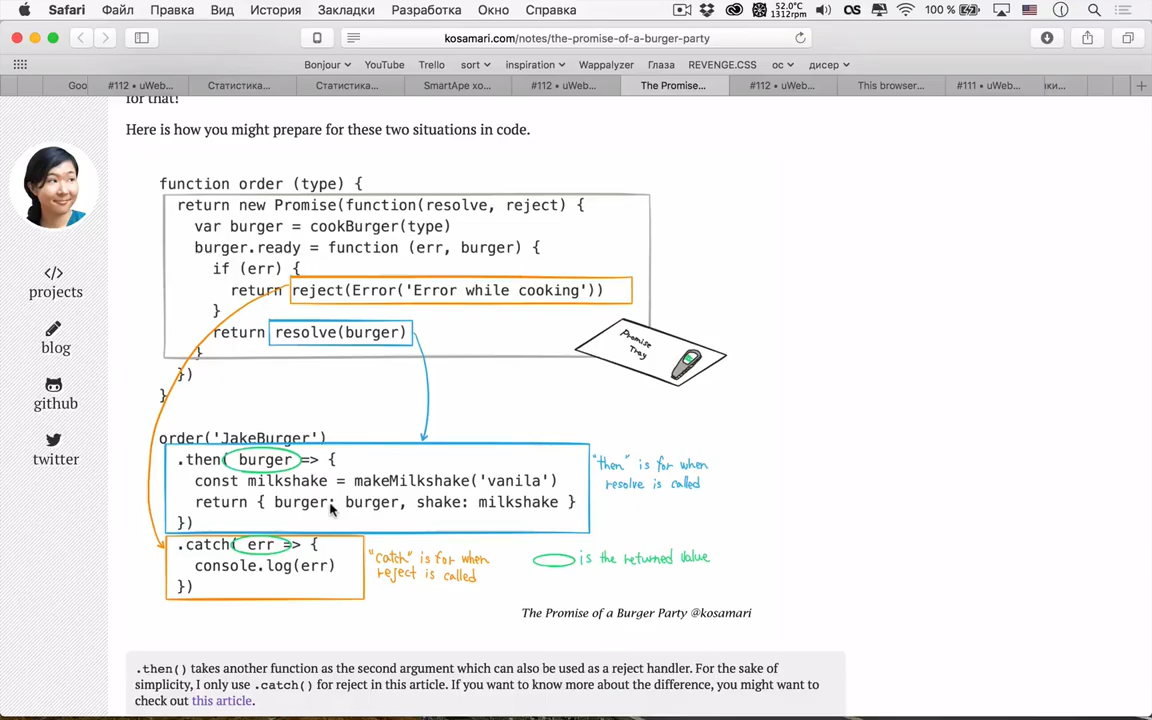 Safari Файл Правка Вид История Закладки Разработка Окно Справка 52.0°C 1312rpm 100 %
kosamari.com/notes/the-promise-of-a-burger-party
Bonjour YouTube Trello sort inspiration Wappalyzer Глаза REVENGE.CSS ос дисер
Goo #112 • uWeb... Статистика... Статистика... SmartApe хо... #112 • uWeb... The Promise... #112 • uWeb... This browser... #111 • uWeb... ки...
for that!
Here is how you might prepare for these two situations in code.
function order (type) {
return new Promise(function(resolve, reject) {
var burger = cookBurger(type)
burger.ready = function (err, burger) {
if (err) {
return reject(Error('Error while cooking'))
}
return resolve(burger)
}
})
}
Promise
Tray
projects
blog
github
twitter
order('JakeBurger')
.then( burger => {
const milkshake = makeMilkshake('vanila')
return { burger: burger, shake: milkshake }
})
"then" is for when
resolve is called
.catch( err => {
console.log(err)
})
"catch" is for when
reject is called
is the returned value
The Promise of a Burger Party @kosamari
.then() takes another function as the second argument which can also be used as a reject handler. For the sake of
simplicity, I only use .catch() for reject in this article. If you want to know more about the difference, you might want to
check out this article.